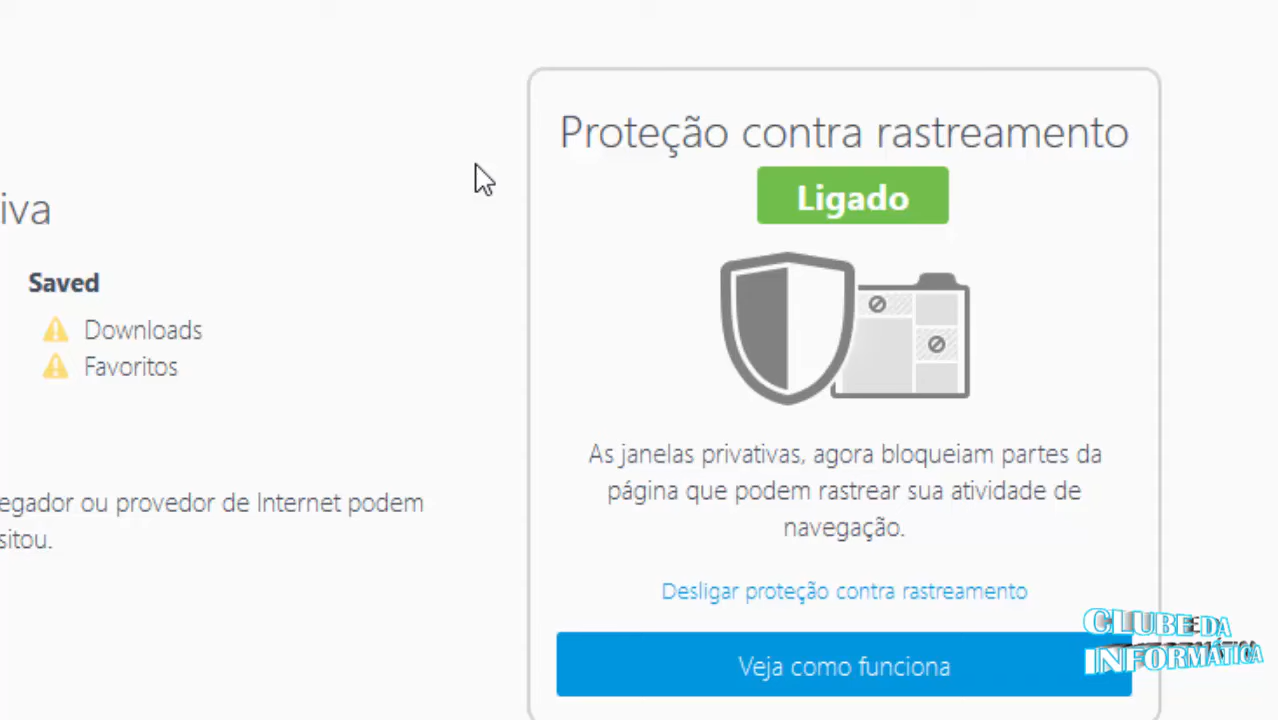 Proteção contra rastreamento
Ligado
iva
Saved
Downloads
Favoritos
egador ou provedor de Internet podem
sitou.
As janelas privativas, agora bloqueiam partes da
página que podem rastrear sua atividade de
navegação.
Desligar proteção contra rastreamento
Veja como funciona
CLUBE DA
INFORMÁTICA